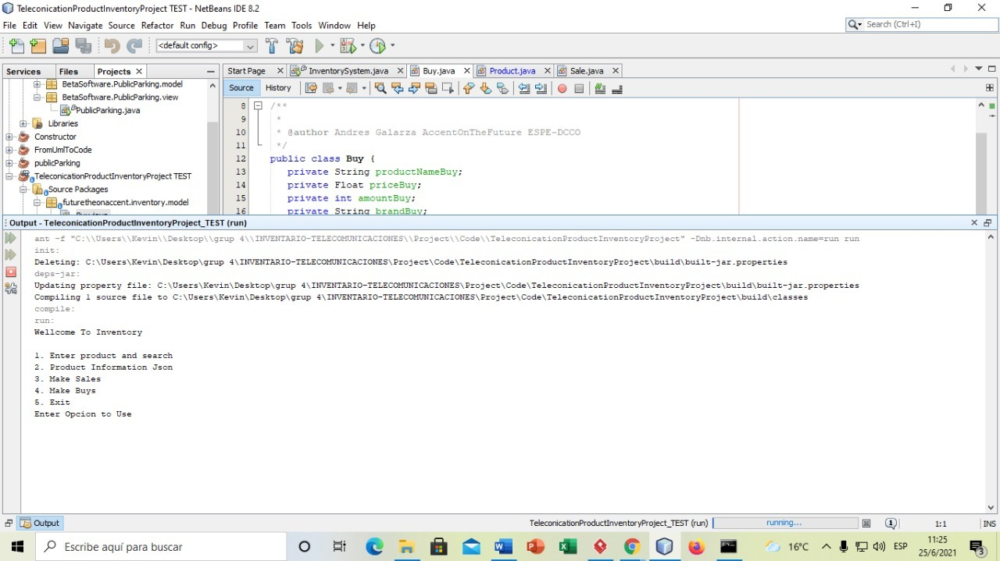 TeleconicationProductInventoryProject TEST - NetBeans IDE 8.2
File Edit View Navigate Source Refactor Run Debug Profile Team Tools Window Help
Search (Ctrl+I)
<default config>
Services Files Projects
Start Page InventorySystem.java Buy.java Product.java Sale.java
Source History
BetaSoftware.PublicParking.model
BetaSoftware.PublicParking.view
PublicParking.java
Libraries
Constructor
FromUmlToCode
publicParking
TeleconicationProductInventoryProject TEST
Source Packages
futuretheonaccent.inventory.model
Buy.java
8 /**
9 *
10 * @author Andres Galarza AccentOnTheFuture ESPE-DCCO
11 */
12 public class Buy {
13 private String productNameBuy;
14 private Float priceBuy;
15 private int amountBuy;
16 private String brandBuy;
Output - TeleconicationProductInventoryProject_TEST (run)
ant -f "C:\\Users\\Kevin\\Desktop\\grup 4\\INVENTARIO-TELECOMUNICACIONES\\Project\\Code\\TeleconicationProductInventoryProject" -Dnb.internal.action.name=run run
init:
Deleting: C:\Users\Kevin\Desktop\grup 4\INVENTARIO-TELECOMUNICACIONES\Project\Code\TeleconicationProductInventoryProject\build\built-jar.properties
deps-jar:
Updating property file: C:\Users\Kevin\Desktop\grup 4\INVENTARIO-TELECOMUNICACIONES\Project\Code\TeleconicationProductInventoryProject\build\built-jar.properties
Compiling 1 source file to C:\Users\Kevin\Desktop\grup 4\INVENTARIO-TELECOMUNICACIONES\Project\Code\TeleconicationProductInventoryProject\build\classes
compile:
run:
Wellcome To Inventory
1. Enter product and search
2. Product Information Json
3. Make Sales
4. Make Buys
5. Exit
Enter Opcion to Use
Output
TeleconicationProductInventoryProject_TEST (run) running... 1 1:1 INS
Escribe aquí para buscar
16°C
ESP
11:25
25/6/2021
3